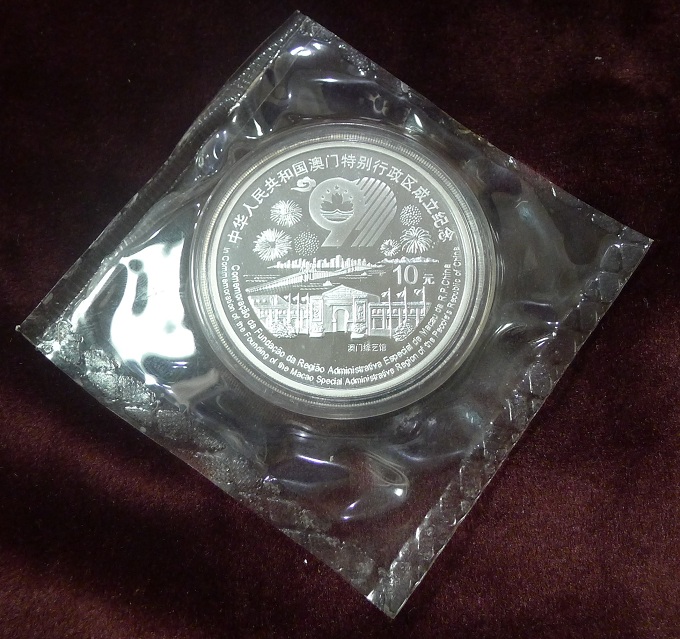 中华人民共和国澳门特别行政区成立纪念
99
10元
澳门综艺馆
Comemoração da Fundação da Região Administrativa Especial de Macau da R.P.China
In Commemoration of the Founding of the Macao Special Administrative Region of the People's Republic of China